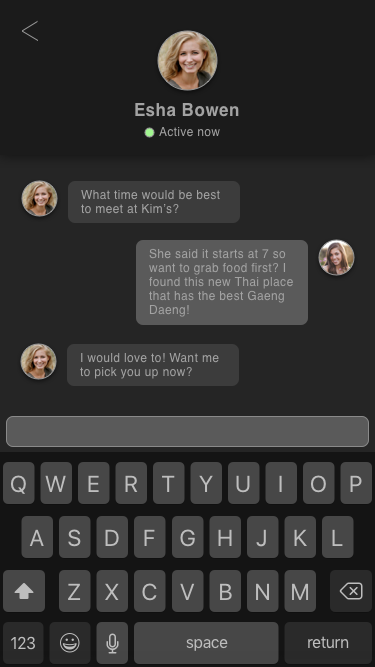 Esha Bowen
Active now
What time would be best
to meet at Kim's?
She said it starts at 7 so
want to grab food first? I
found this new Thai place
that has the best Gaeng
Daeng!
I would love to! Want me
to pick you up now?
Q W E R T Y U I O P
A S D F G H J K L
Z X C V B N M
123 space return